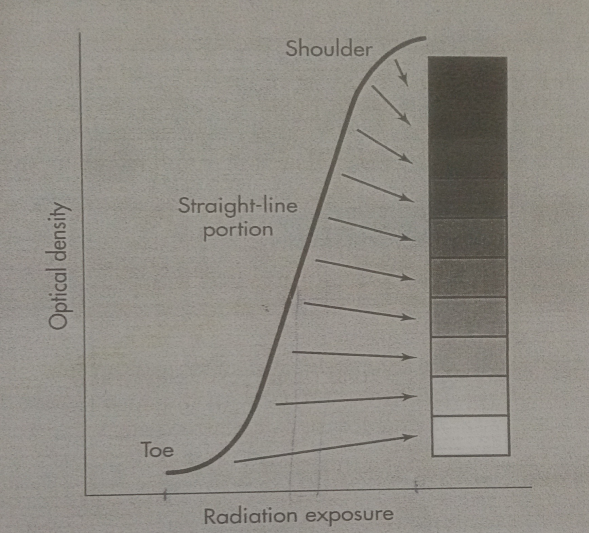 Shoulder
Straight-line
portion
Optical density
Toe
Radiation exposure